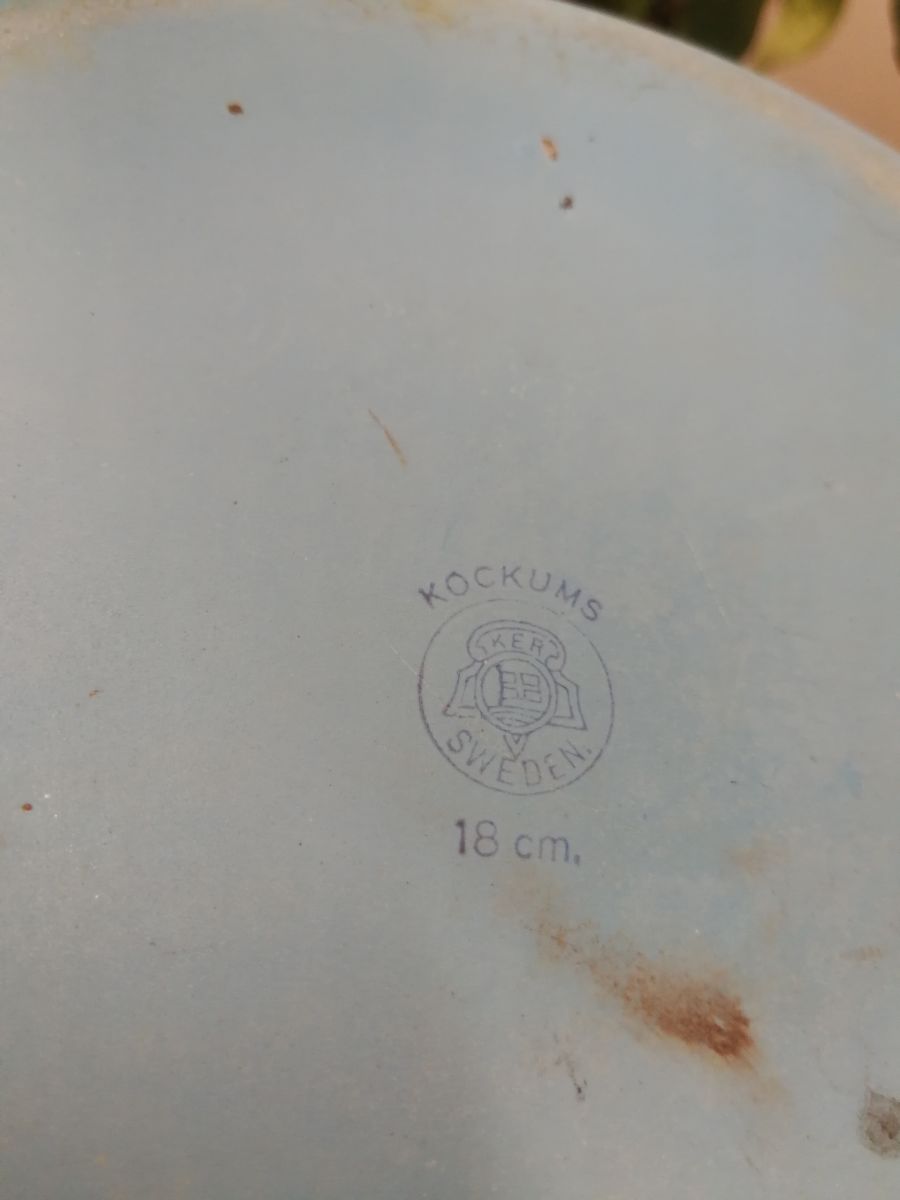 KOCKUMS
KER
SWEDEN.
18 cm.